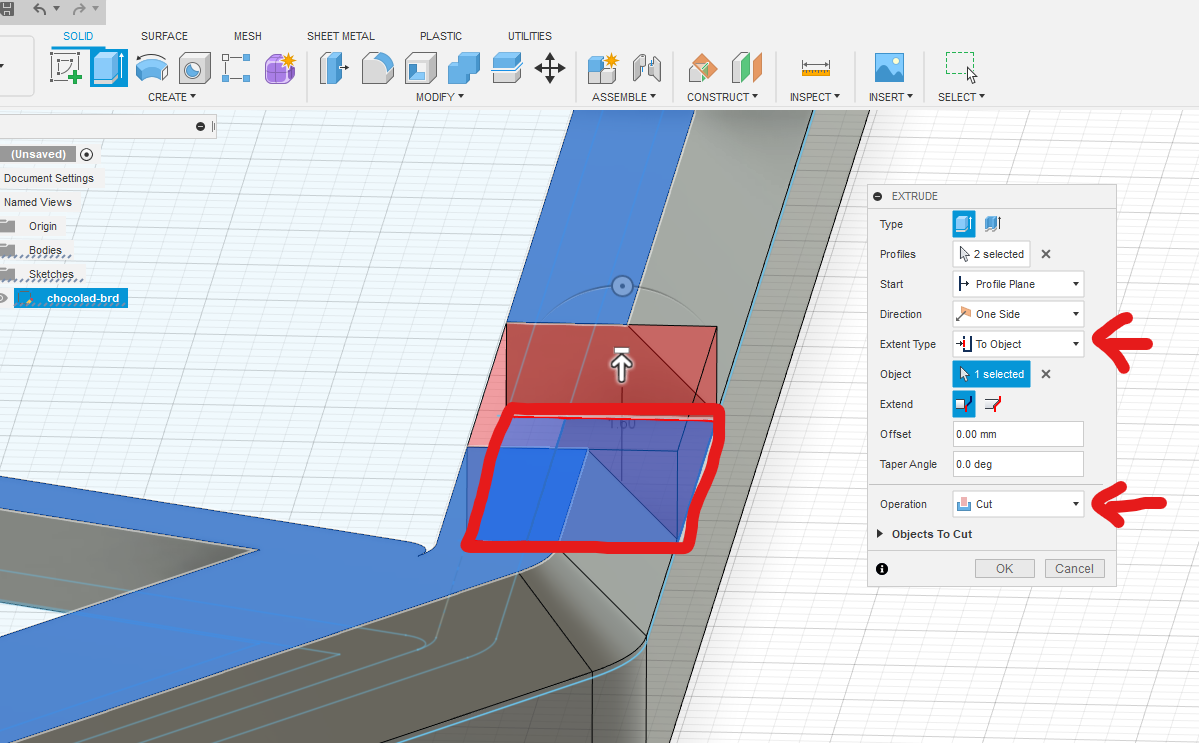 SOLID SURFACE MESH SHEET METAL PLASTIC UTILITIES
CREATE MODIFY ASSEMBLE CONSTRUCT INSPECT INSERT SELECT
(Unsaved)
Document Settings
Named Views
Origin
Bodies
Sketches
chocolad-brd
1.60
EXTRUDE
Type
Profiles 2 selected
Start Profile Plane
Direction One Side
Extent Type To Object
Object 1 selected
Extend
Offset 0.00 mm
Taper Angle 0.0 deg
Operation Cut
Objects To Cut
OK Cancel